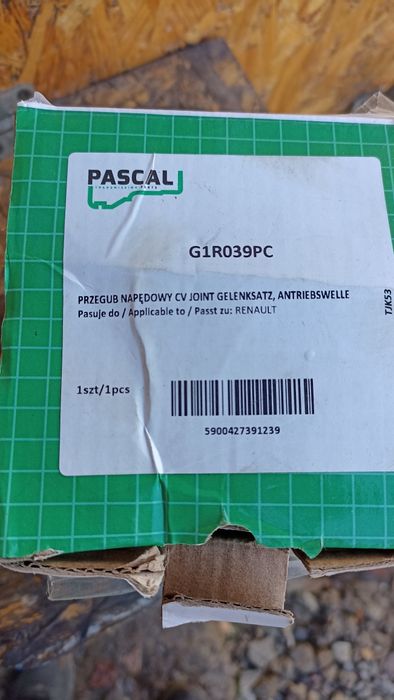 PASCAL
G1R039PC
PRZEGUB NAPĘDOWY CV JOINT GELENKSATZ, ANTRIEBSWELLE
Pasuje do / Applicable to / Passt zu: RENAULT
TJK53
1szt/1pcs
5900427391239